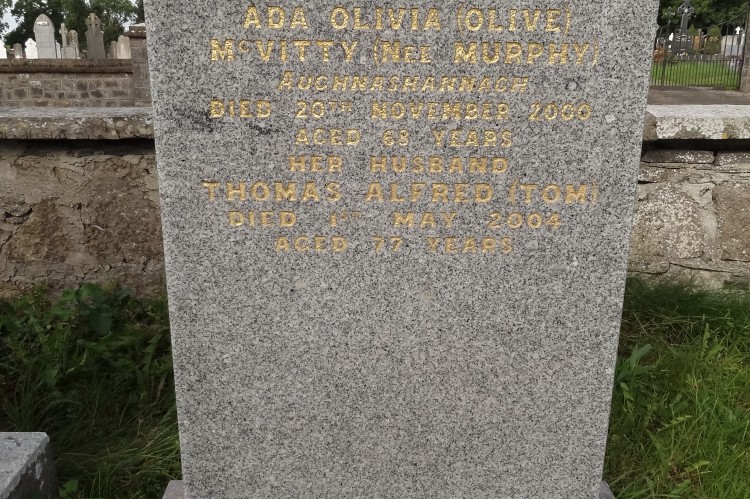 ADA OLIVIA (OLIVE)
McVITTY (NEE MURPHY)
AUGHNASHANNAGH
DIED 20TH NOVEMBER 2000
AGED 68 YEARS
HER HUSBAND
THOMAS ALFRED (TOM)
DIED 1ST MAY 2004
AGED 77 YEARS